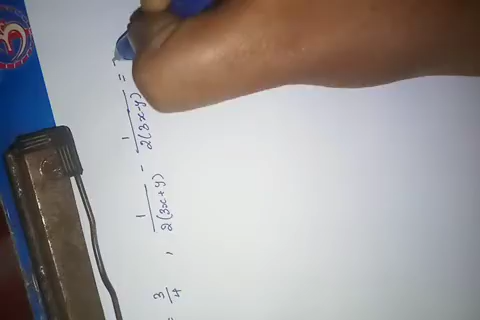 = 3/4 , 1/2(3x+y) - 1/2(3x-y) =